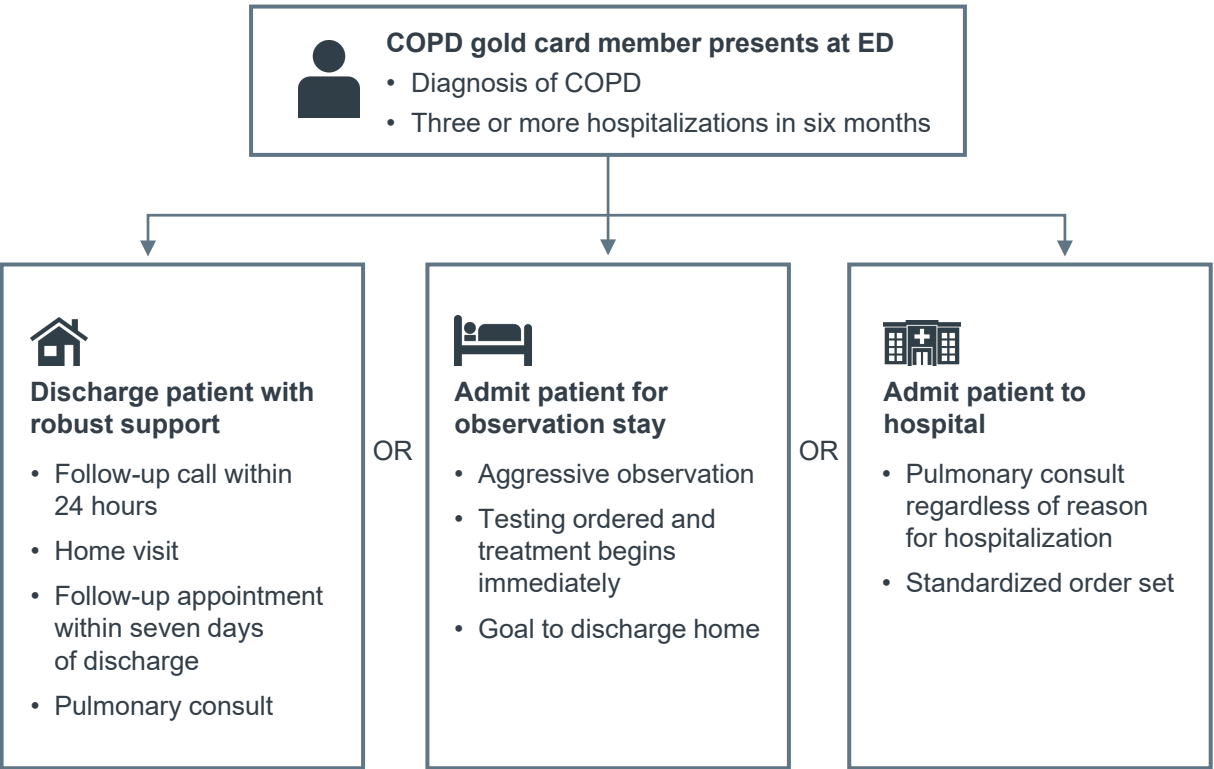 COPD gold card member presents at ED
• Diagnosis of COPD
• Three or more hospitalizations in six months
Discharge patient with
robust support
• Follow-up call within
24 hours
• Home visit
• Follow-up appointment
within seven days
of discharge
• Pulmonary consult
OR
Admit patient for
observation stay
• Aggressive observation
• Testing ordered and
treatment begins
immediately
• Goal to discharge home
OR
Admit patient to
hospital
• Pulmonary consult
regardless of reason
for hospitalization
• Standardized order set